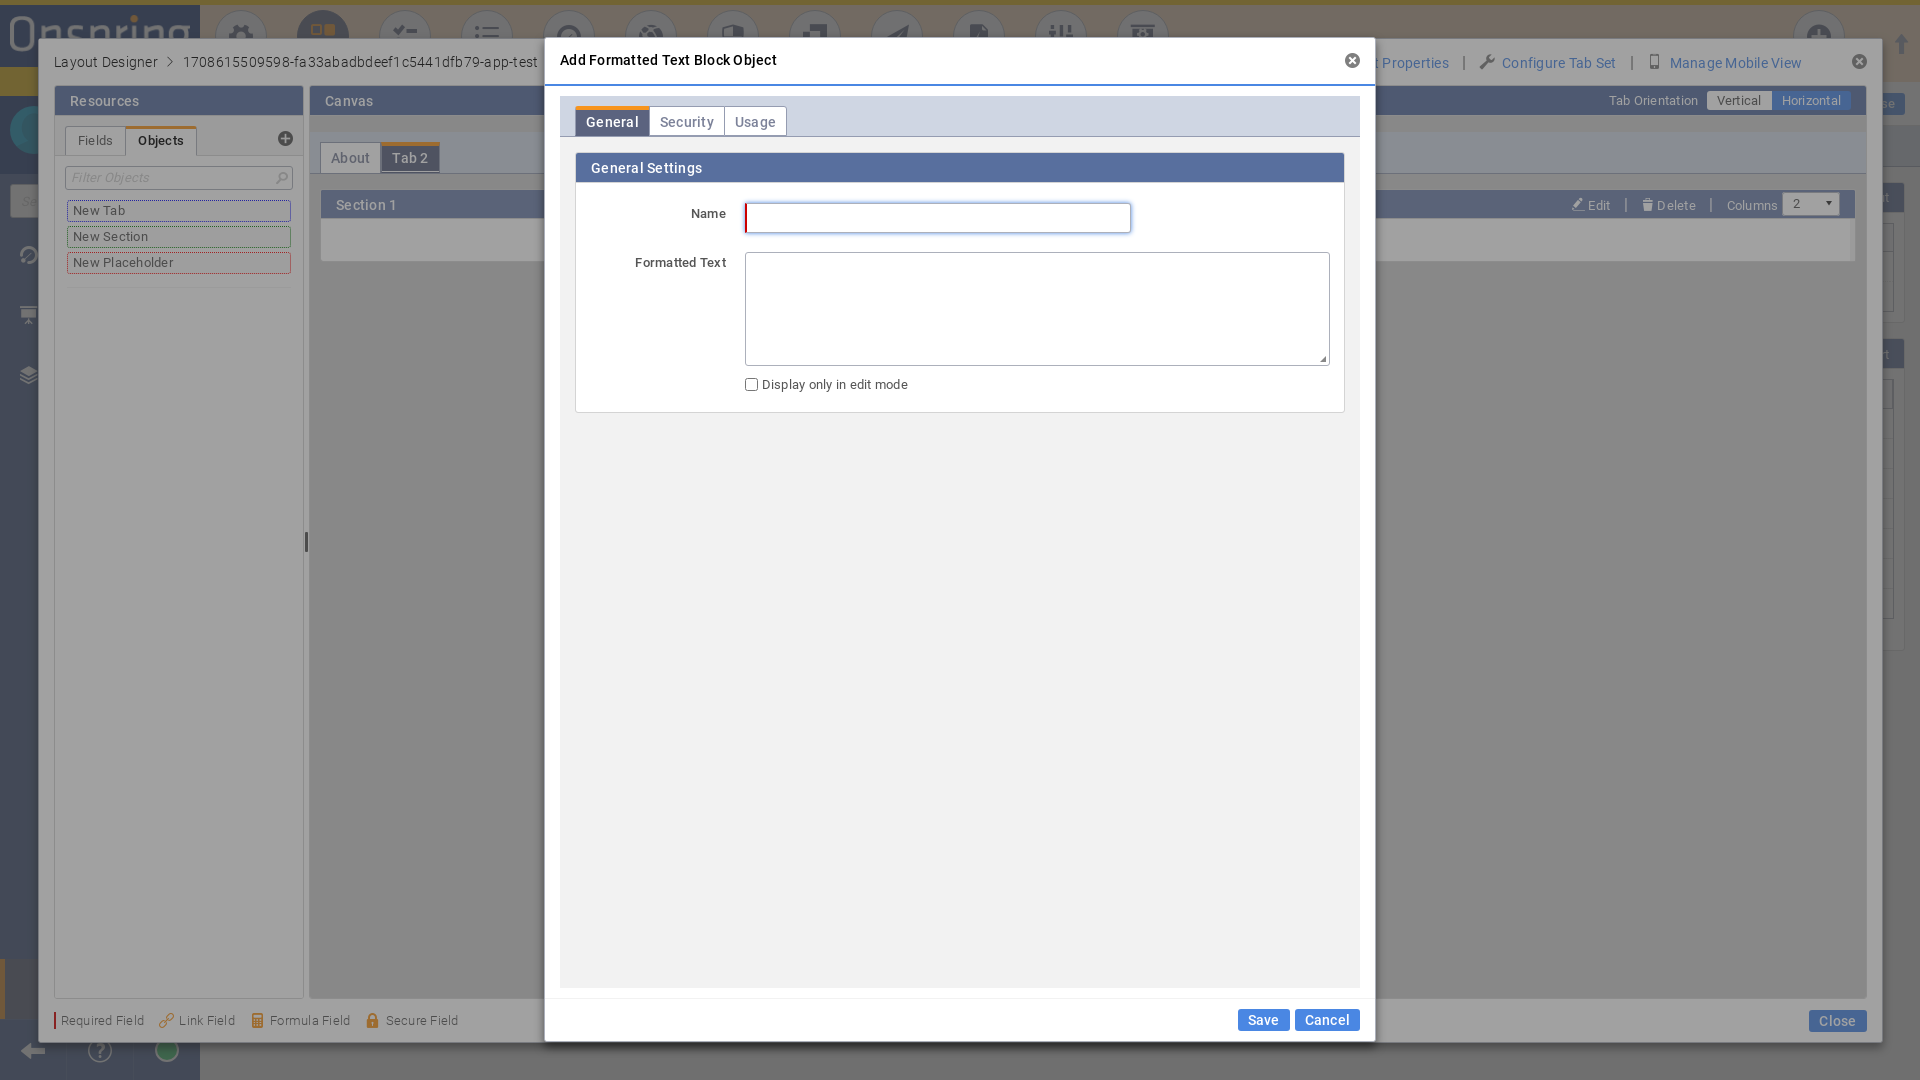 Onspring
Layout Designer
1708615509598-fa33abadbdeef1c5441dfb79-app-test
Add Formatted Text Block Object
Properties
Configure Tab Set
Manage Mobile View
Resources
Canvas
Tab Orientation
Vertical
Horizontal
Fields
Objects
Filter Objects
New Tab
New Section
New Placeholder
About
Tab 2
Section 1
Edit
Delete
Columns
2
General
Security
Usage
General Settings
Name
Formatted Text
Display only in edit mode
Save
Cancel
Required Field
Link Field
Formula Field
Secure Field
Close